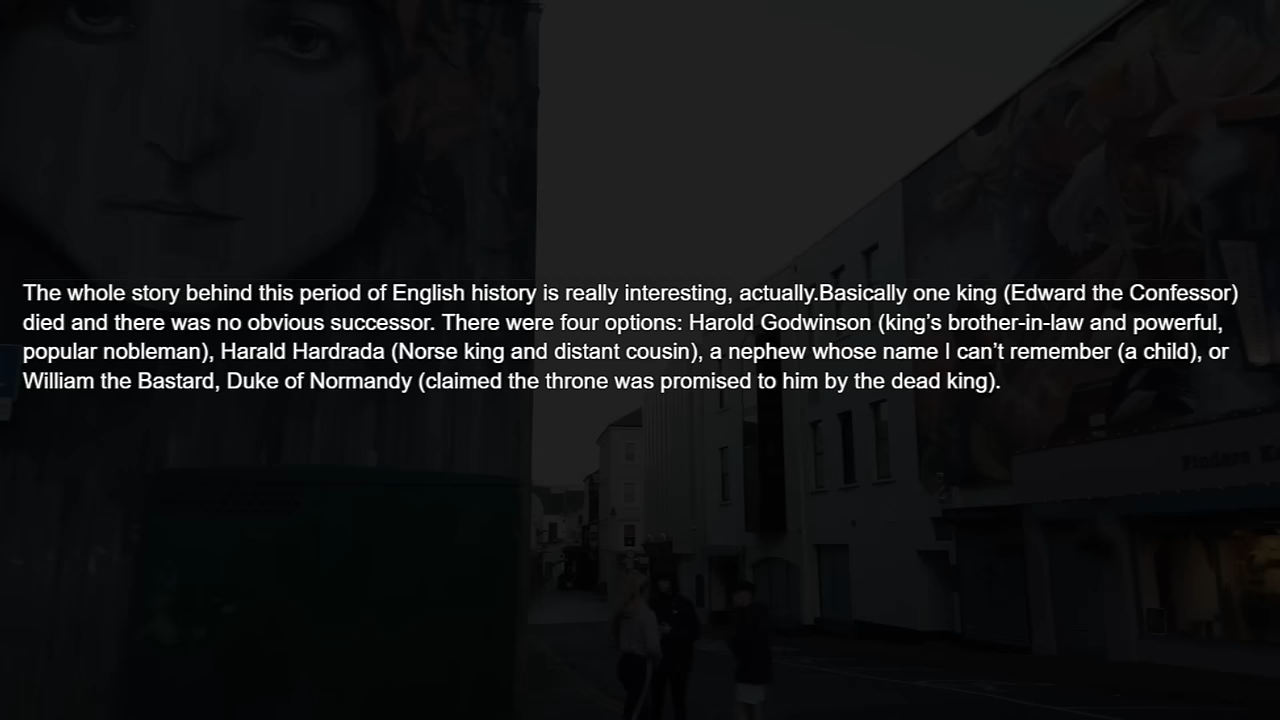 The whole story behind this period of English history is really interesting, actually.Basically one king (Edward the Confessor)
died and there was no obvious successor. There were four options: Harold Godwinson (king’s brother-in-law and powerful,
popular nobleman), Harald Hardrada (Norse king and distant cousin), a nephew whose name I can’t remember (a child), or
William the Bastard, Duke of Normandy (claimed the throne was promised to him by the dead king).